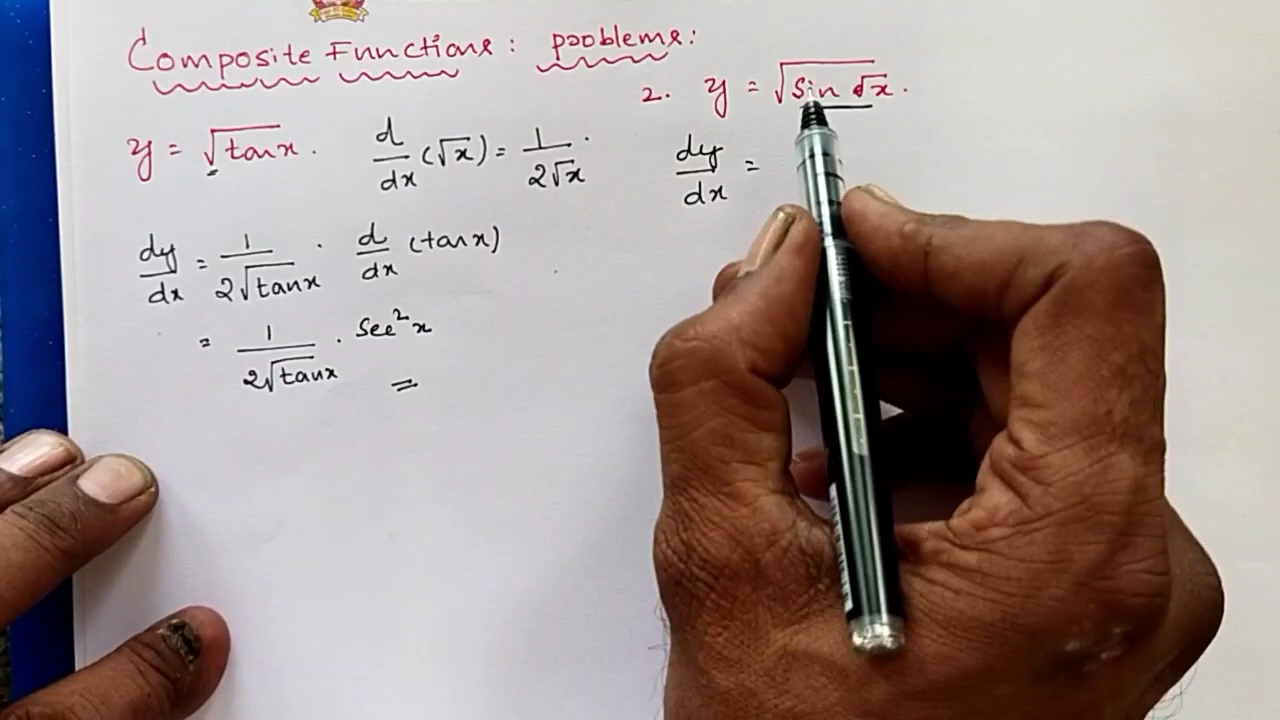 Composite Functions: problems:
y = √tanx. d/dx (√x) = 1/2√x.
dy/dx = 1/2√tanx . d/dx (tanx)
= 1/2√tanx . Sec²x
2. y = √Sin √x.
dy/dx =